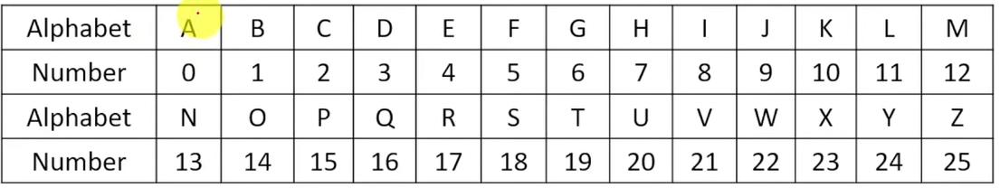 Alphabet A B C D E F G H I J K L M
Number 0 1 2 3 4 5 6 7 8 9 10 11 12
Alphabet N O P Q R S T U V W X Y Z
Number 13 14 15 16 17 18 19 20 21 22 23 24 25